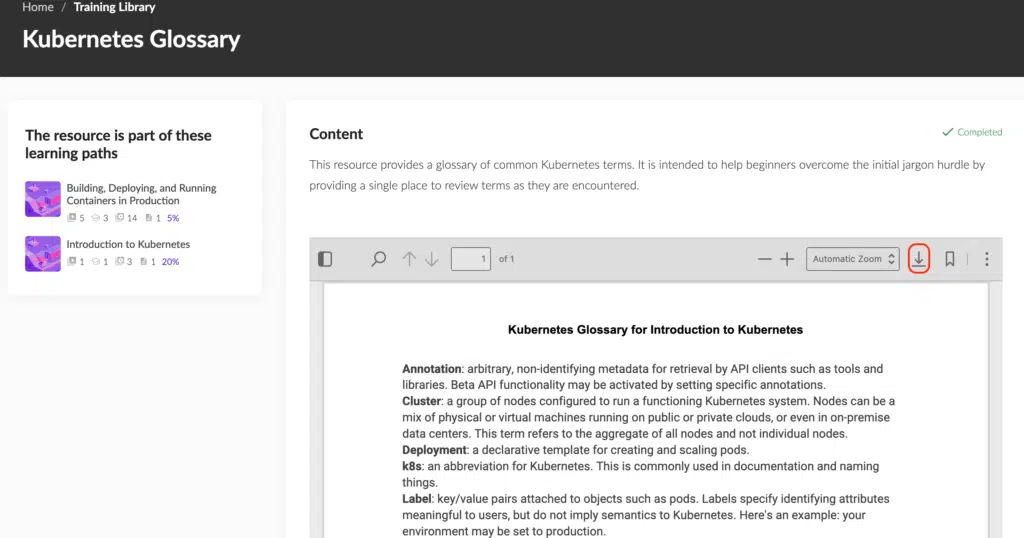 Home / Training Library
Kubernetes Glossary
The resource is part of these
learning paths
Building, Deploying, and Running
Containers in Production
5 3 14 1 5%
Introduction to Kubernetes
1 1 3 1 20%
Content
Completed
This resource provides a glossary of common Kubernetes terms. It is intended to help beginners overcome the initial jargon hurdle by
providing a single place to review terms as they are encountered.
1 of 1
Automatic Zoom
Kubernetes Glossary for Introduction to Kubernetes
Annotation: arbitrary, non-identifying metadata for retrieval by API clients such as tools and
libraries. Beta API functionality may be activated by setting specific annotations.
Cluster: a group of nodes configured to run a functioning Kubernetes system. Nodes can be a
mix of physical or virtual machines running on public or private clouds, or even in on-premise
data centers. This term refers to the aggregate of all nodes and not individual nodes.
Deployment: a declarative template for creating and scaling pods.
k8s: an abbreviation for Kubernetes. This is commonly used in documentation and naming
things.
Label: key/value pairs attached to objects such as pods. Labels specify identifying attributes
meaningful to users, but do not imply semantics to Kubernetes. Here's an example: your
environment may be set to production.